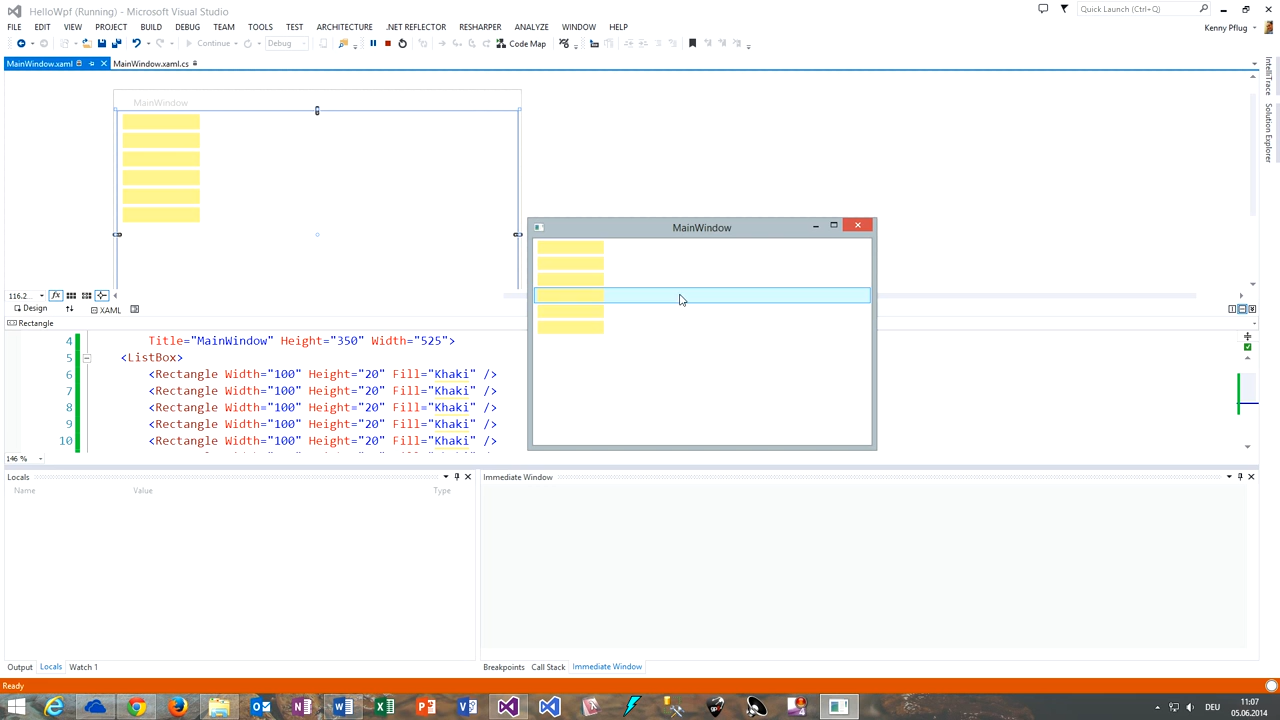 HelloWpf (Running) - Microsoft Visual Studio
Quick Launch (Ctrl+Q)
FILE EDIT VIEW PROJECT BUILD DEBUG TEAM TOOLS TEST ARCHITECTURE .NET REFLECTOR RESHARPER ANALYZE WINDOW HELP
Kenny Pflug
Continue Debug Code Map
MainWindow.xaml MainWindow.xaml.cs
IntelliTrace
Solution Explorer
MainWindow
MainWindow
116.2...
Design XAML
Rectangle
4 Title="MainWindow" Height="350" Width="525">
5 <ListBox>
6 <Rectangle Width="100" Height="20" Fill="Khaki" />
7 <Rectangle Width="100" Height="20" Fill="Khaki" />
8 <Rectangle Width="100" Height="20" Fill="Khaki" />
9 <Rectangle Width="100" Height="20" Fill="Khaki" />
10 <Rectangle Width="100" Height="20" Fill="Khaki" />
146 %
Locals Immediate Window
Name Value Type
Output Locals Watch 1 Breakpoints Call Stack Immediate Window
Ready
DEU
11:07
05.06.2014